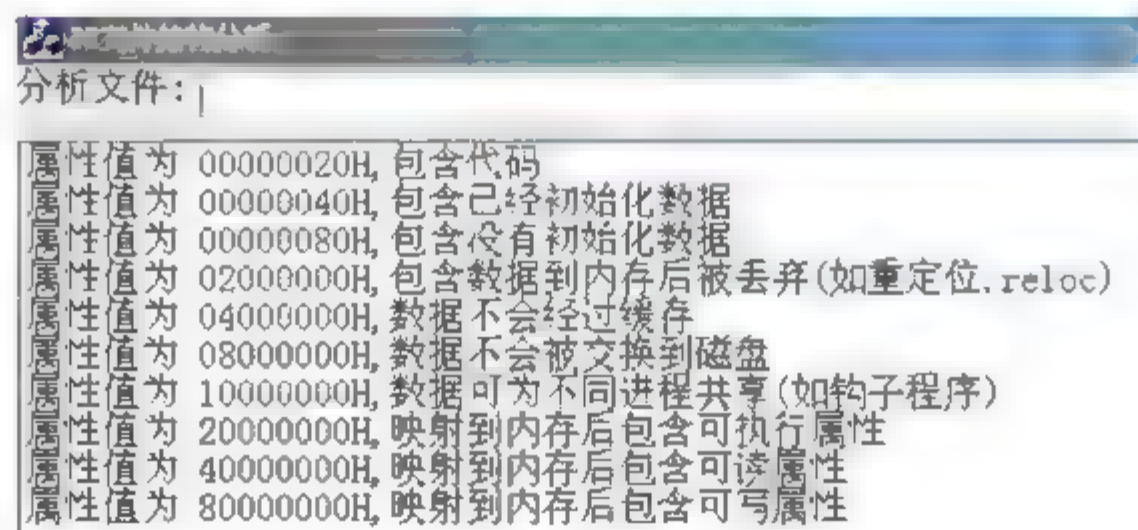 分析文件:
属性值为 00000020H,包含代码
属性值为 00000040H,包含已经初始化数据
属性值为 00000080H,包含没有初始化数据
属性值为 02000000H,包含数据到内存后被丢弃(如重定位.reloc)
属性值为 04000000H,数据不会经过缓存
属性值为 08000000H,数据不会被交换到磁盘
属性值为 10000000H,数据可为不同进程共享(如钩子程序)
属性值为 20000000H,映射到内存后包含可执行属性
属性值为 40000000H,映射到内存后包含可读属性
属性值为 80000000H,映射到内存后包含可写属性